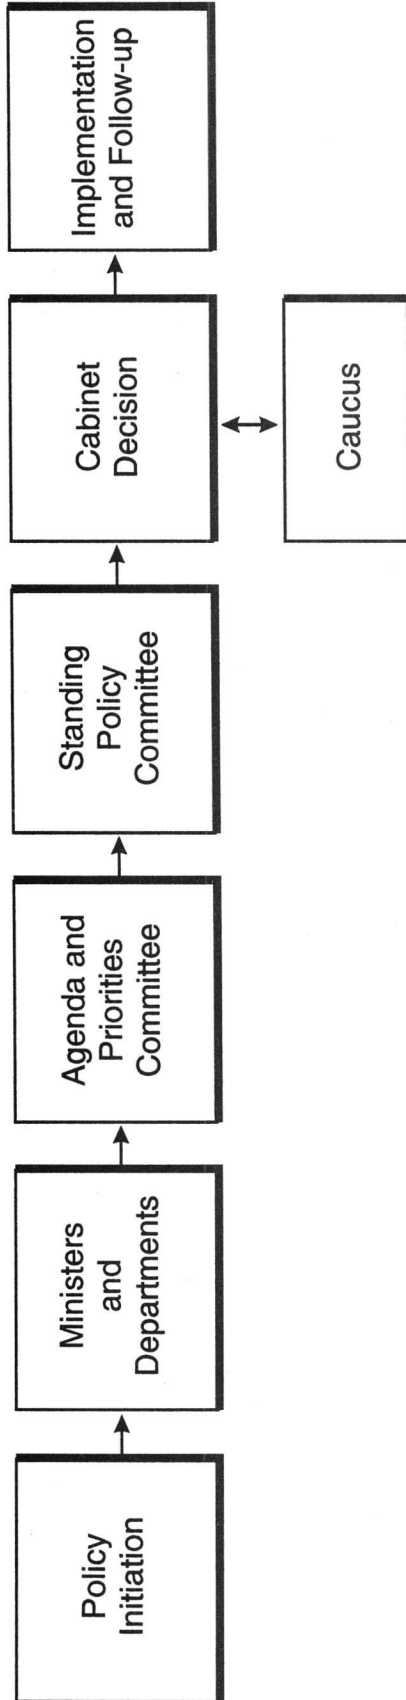 Policy
Initiation
Ministers
and
Departments
Agenda and
Priorities
Committee
Standing
Policy
Committee
Cabinet
Decision
Caucus
Implementation
and Follow-up